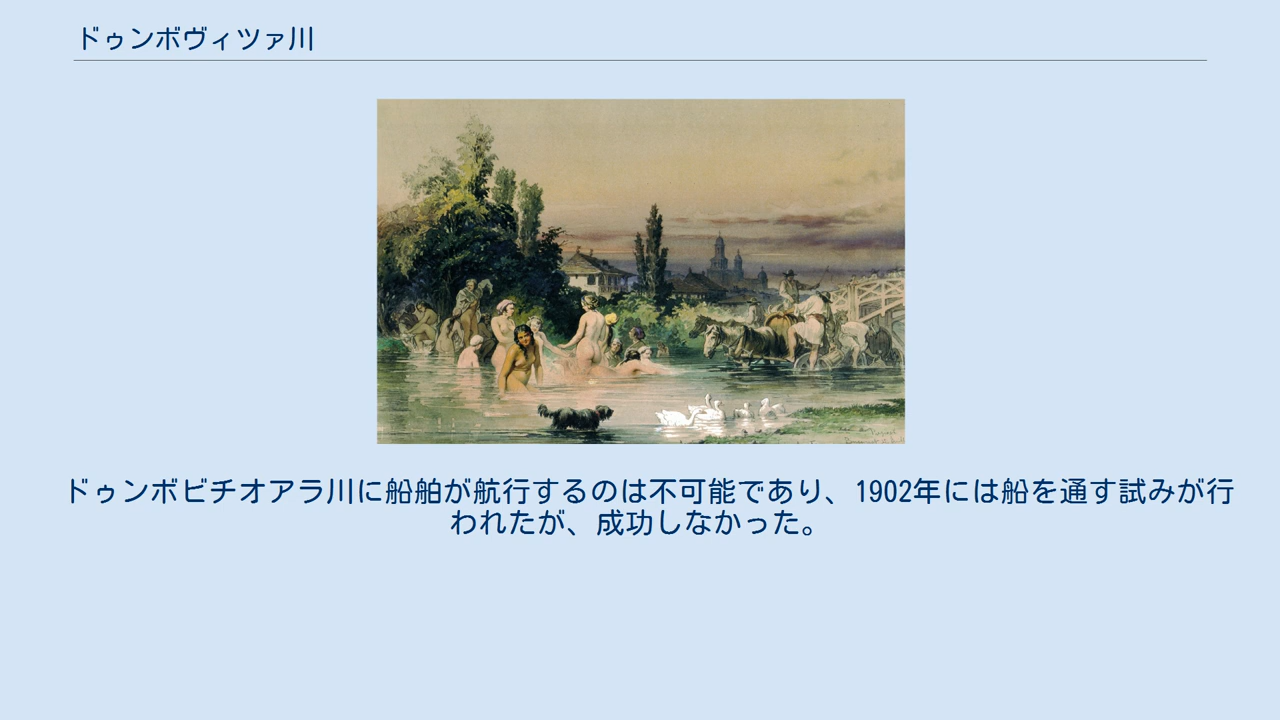 ドゥンボヴィツァ川
ドゥンボビチオアラ川に船舶が航行するのは不可能であり、1902年には船を通す試みが行
われたが、成功しなかった。